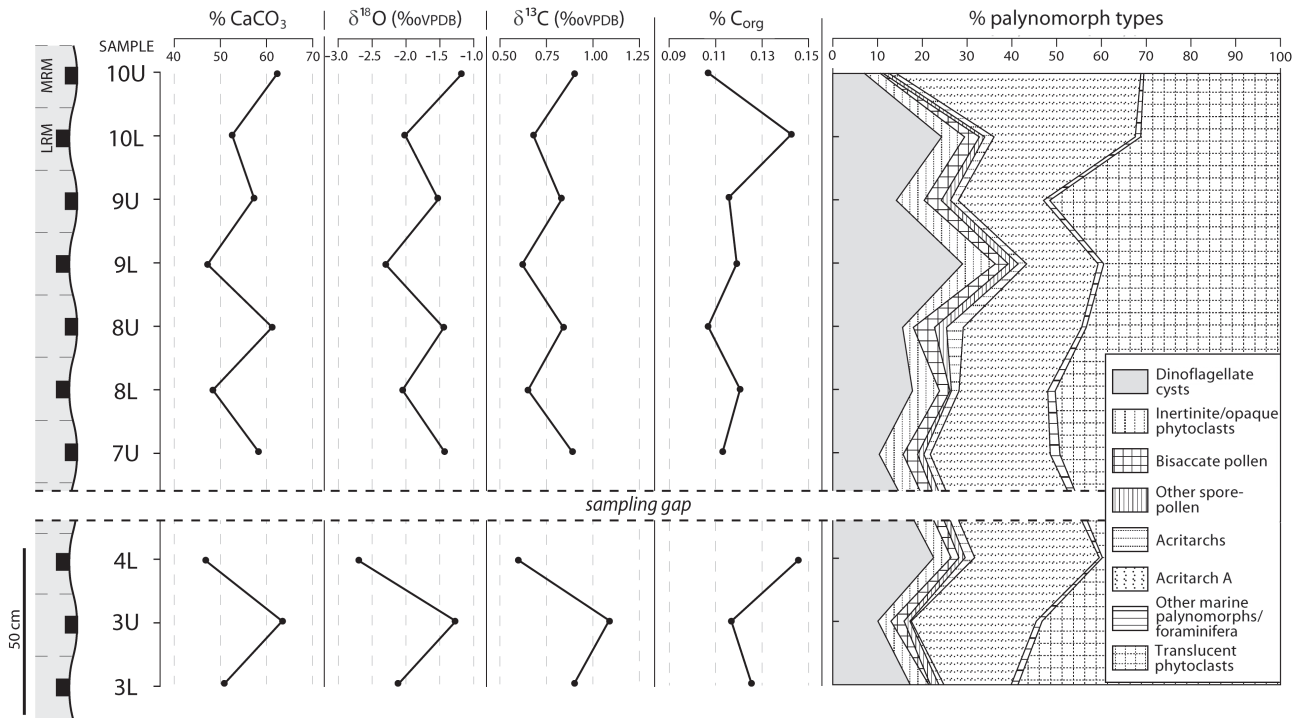 % CaCO₃
δ¹⁸O (‰VPDB)
δ¹³C (‰VPDB)
% Cₒᵣg
% palynomorph types
SAMPLE
40 50 60 70
−3.0 −2.5 −2.0 −1.5 −1.0
0.50 0.75 1.00 1.25
0.09 0.11 0.13 0.15
0 10 20 30 40 50 60 70 80 90 100
MRM
LRM
10U
10L
9U
9L
8U
8L
7U
sampling gap
4L
3U
3L
50 cm
Dinoflagellate
cysts
Inertinite/opaque
phytoclasts
Bisaccate pollen
Other spore-
pollen
Acritarchs
Acritarch A
Other marine
palynomorphs/
foraminifera
Translucent
phytoclasts